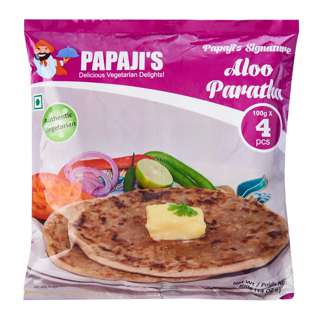 PAPAJI'S
Delicious Vegetarian Delights!
Papaji's Signature
Aloo
Paratha
100g X
4
pcs
Authentic
Vegetarian